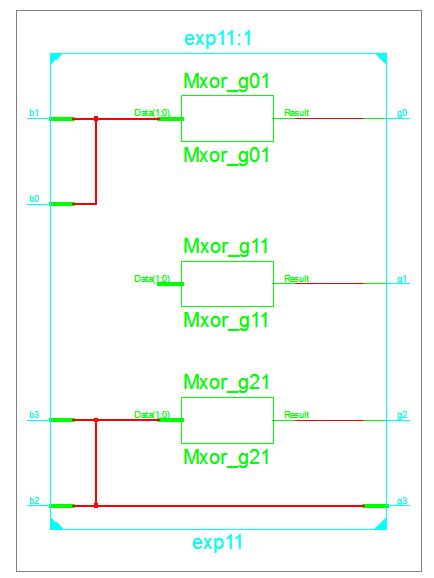 exp11:1
Mxor_g01
b1 Data(1:0) Result g0
Mxor_g01
b0
Mxor_g11
Data(1:0) Result g1
Mxor_g11
Mxor_g21
b3 Data(1:0) Result g2
Mxor_g21
b2 g3
exp11